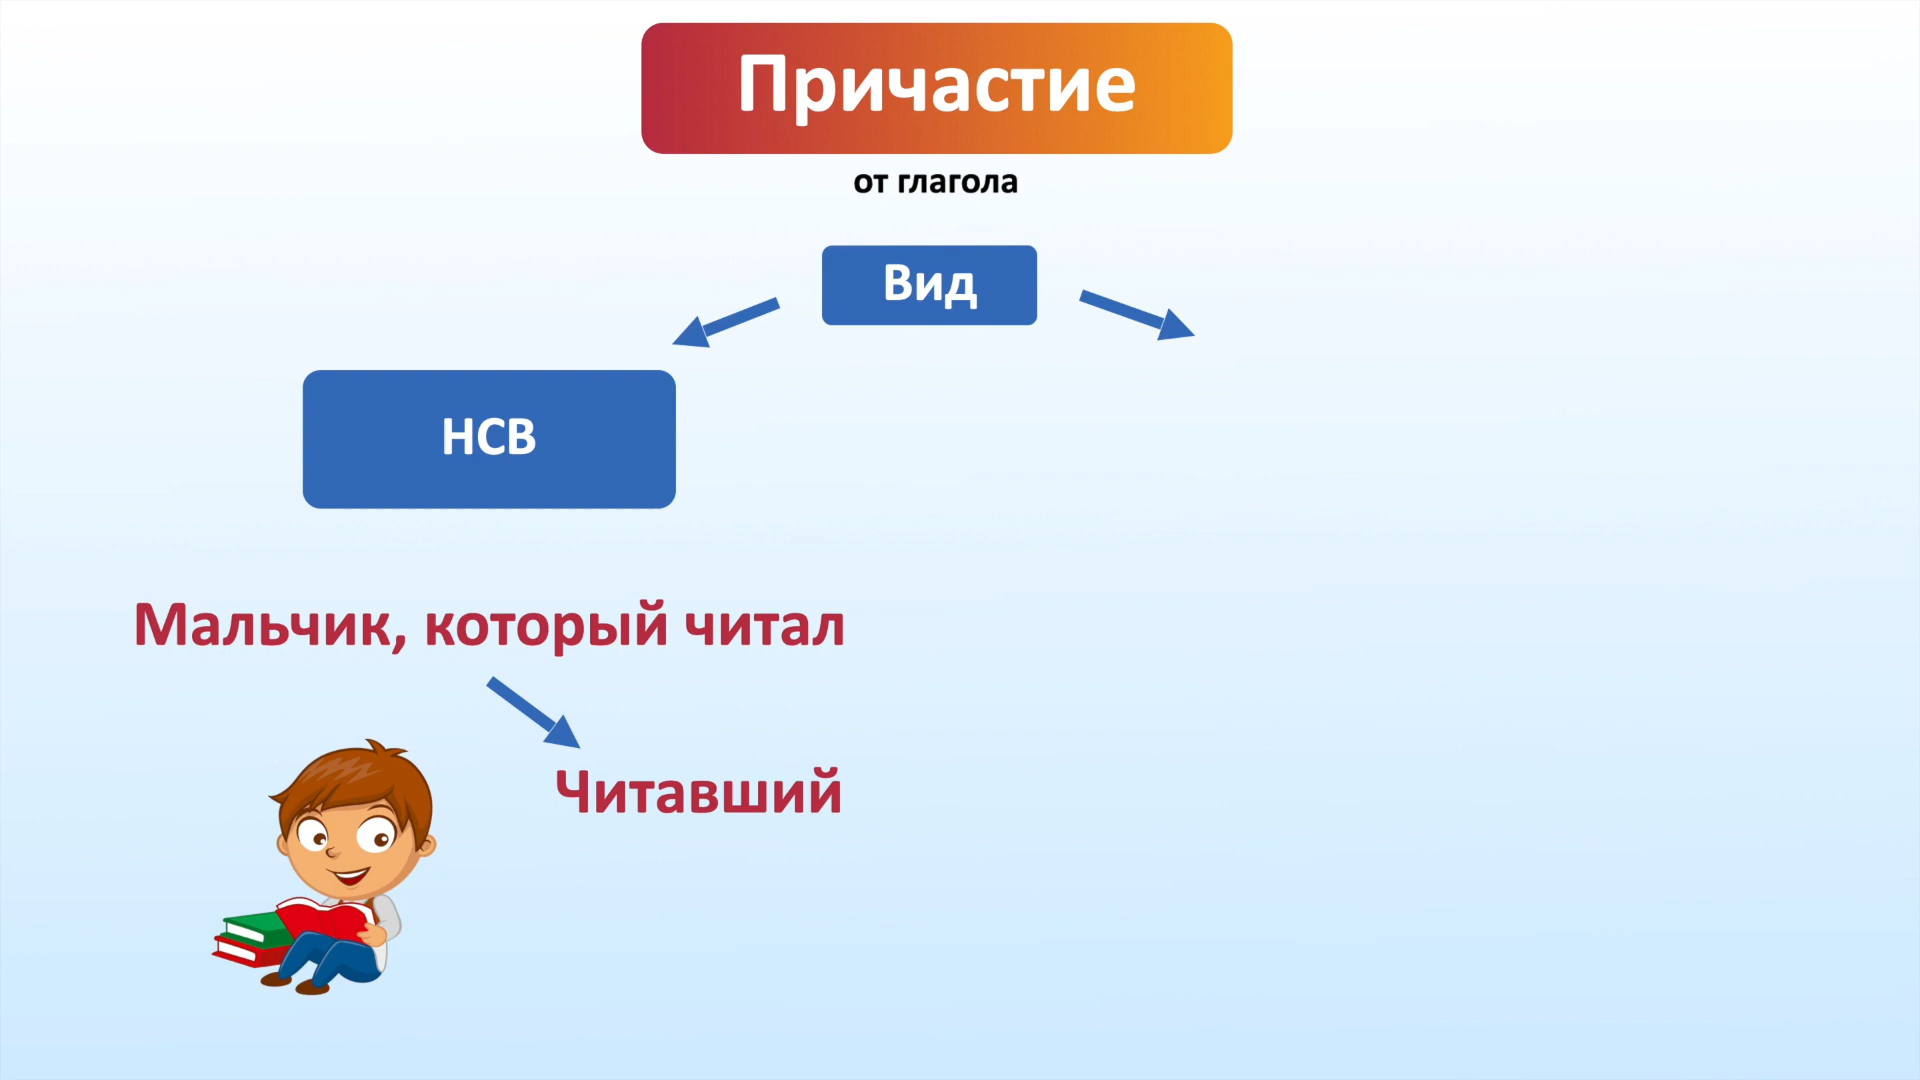 Причастие
от глагола
Вид
НСВ
Мальчик, который читал
Читавший